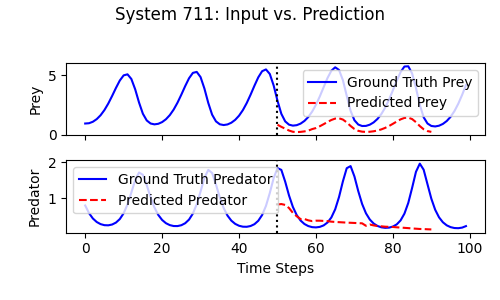 System 711: Input vs. Prediction
Prey
5
0
Ground Truth Prey
Predicted Prey
Predator
2
1
Ground Truth Predator
Predicted Predator
0 20 40 60 80 100
Time Steps